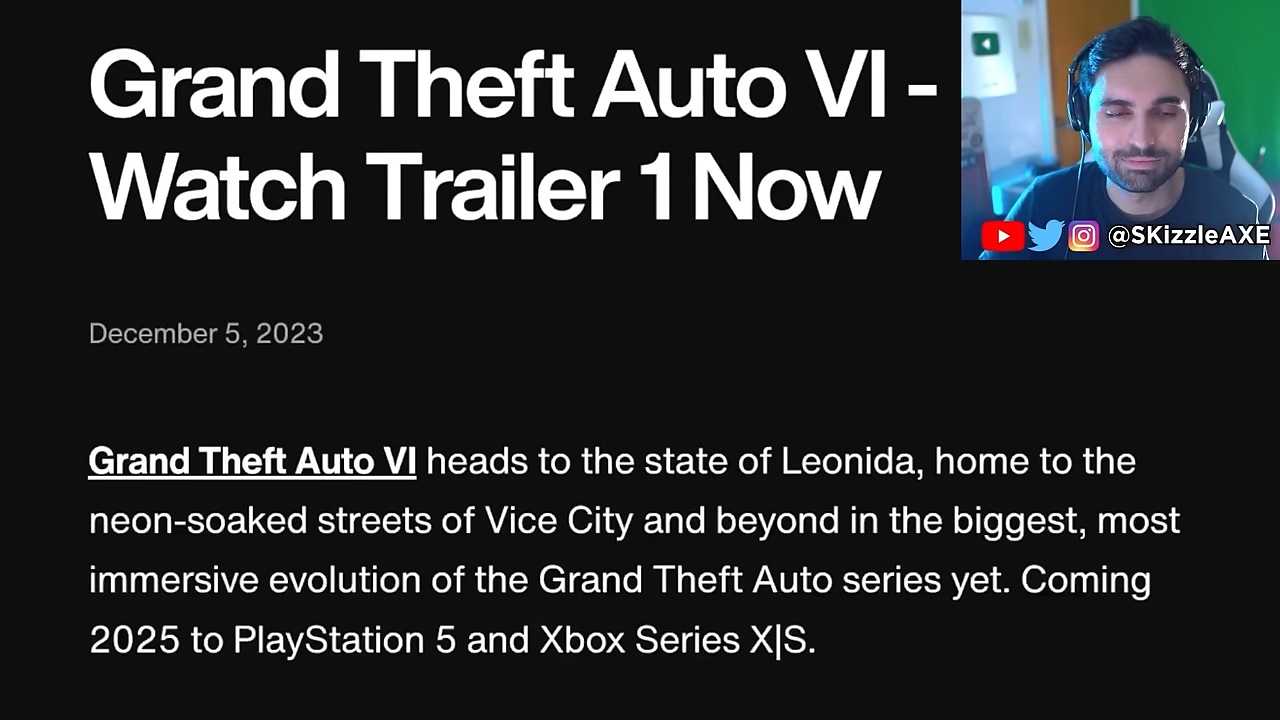 Grand Theft Auto VI -
Watch Trailer 1 Now
@SKizzleAXE
December 5, 2023
Grand Theft Auto VI heads to the state of Leonida, home to the
neon-soaked streets of Vice City and beyond in the biggest, most
immersive evolution of the Grand Theft Auto series yet. Coming
2025 to PlayStation 5 and Xbox Series X|S.